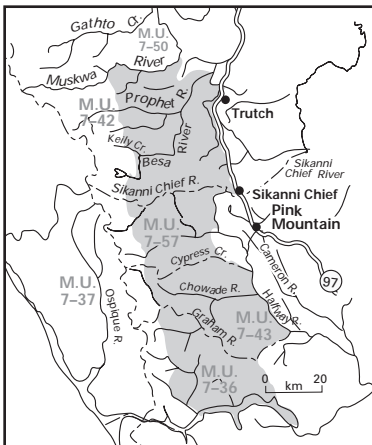 Gathto Cr.
M.U.
7–50
Muskwa River
Prophet R.
M.U.
7–42
Trutch
Kelly Cr.
River
Besa
Sikanni
Chief River
Sikanni Chief R.
Sikanni Chief
Pink
Mountain
M.U.
7–57
Cypress Cr.
Cameron R.
97
M.U.
7–37
Ospique R.
Chowade R.
Halfway R.
Graham R.
M.U.
7–43
M.U.
7–36
0 20
km